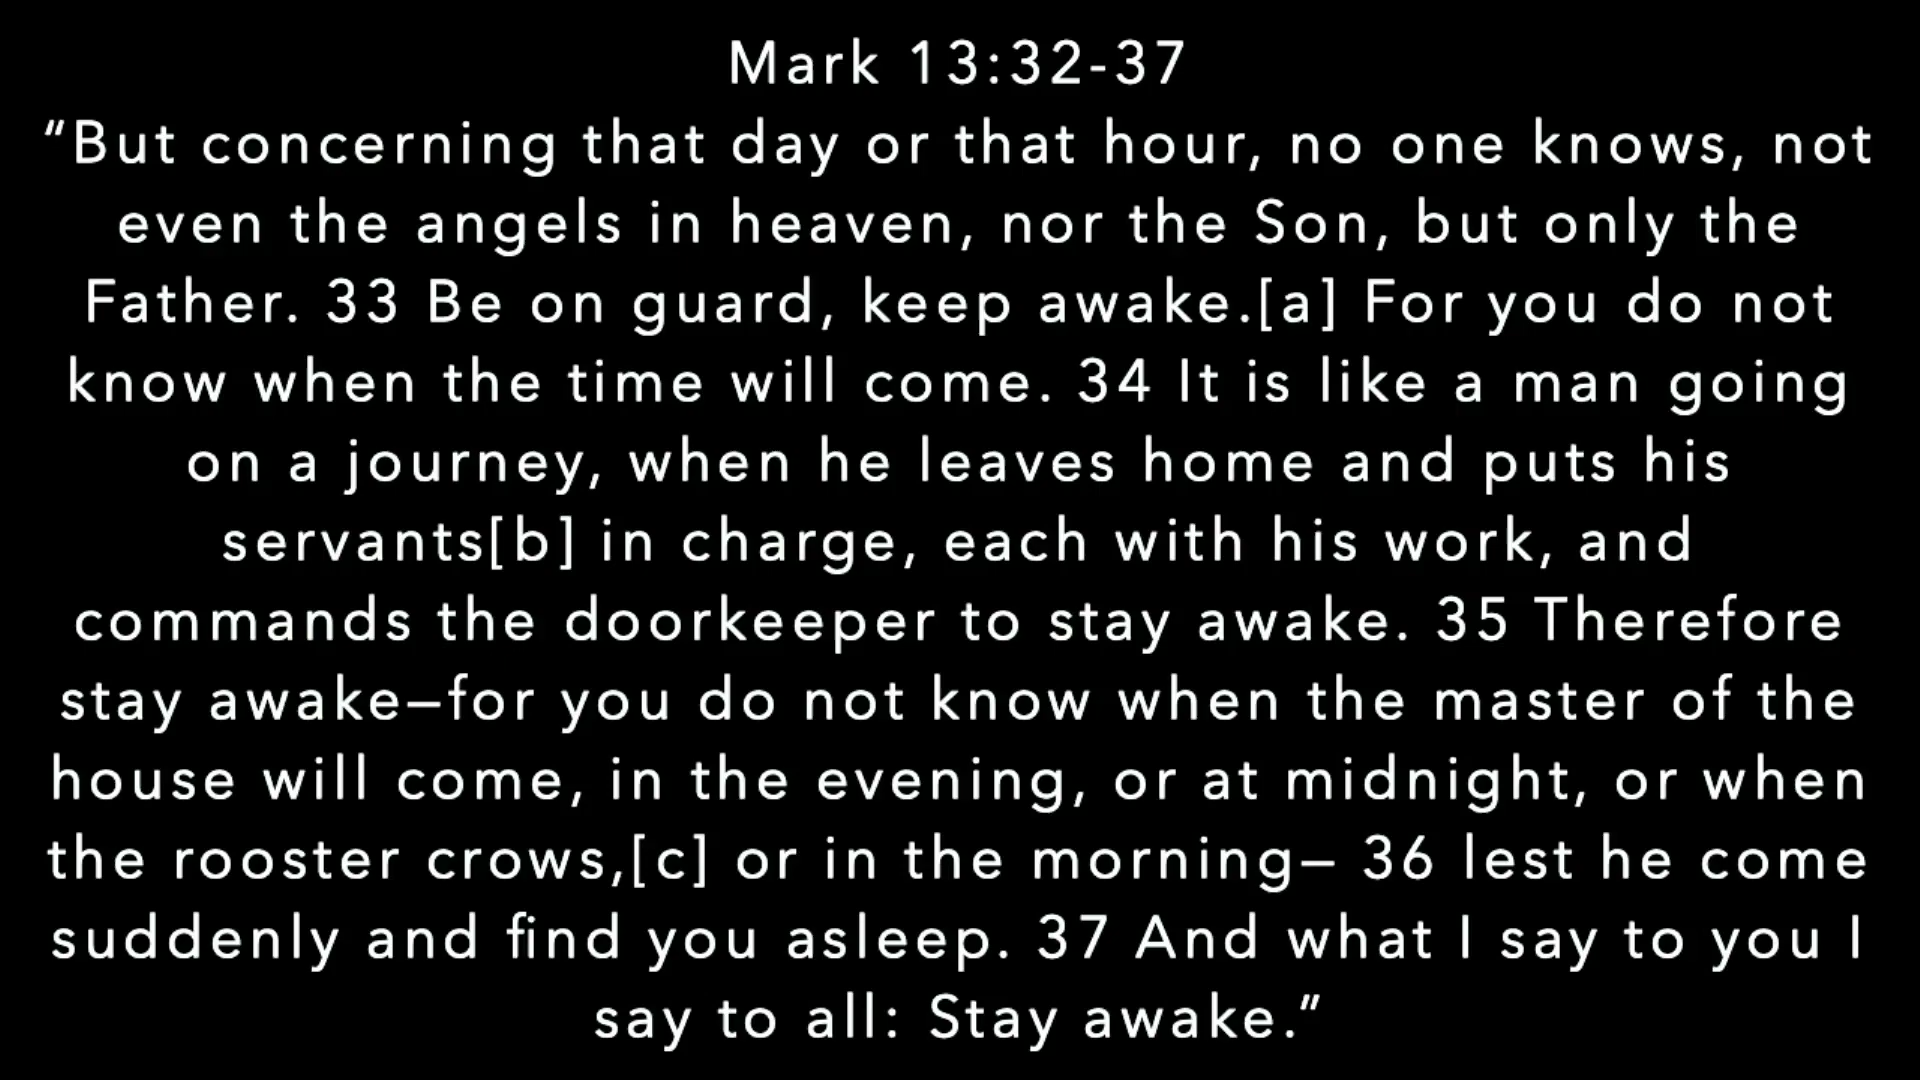 Mark 13:32-37
“But concerning that day or that hour, no one knows, not
even the angels in heaven, nor the Son, but only the
Father. 33 Be on guard, keep awake.[a] For you do not
know when the time will come. 34 It is like a man going
on a journey, when he leaves home and puts his
servants[b] in charge, each with his work, and
commands the doorkeeper to stay awake. 35 Therefore
stay awake—for you do not know when the master of the
house will come, in the evening, or at midnight, or when
the rooster crows,[c] or in the morning— 36 lest he come
suddenly and find you asleep. 37 And what I say to you I
say to all: Stay awake.”